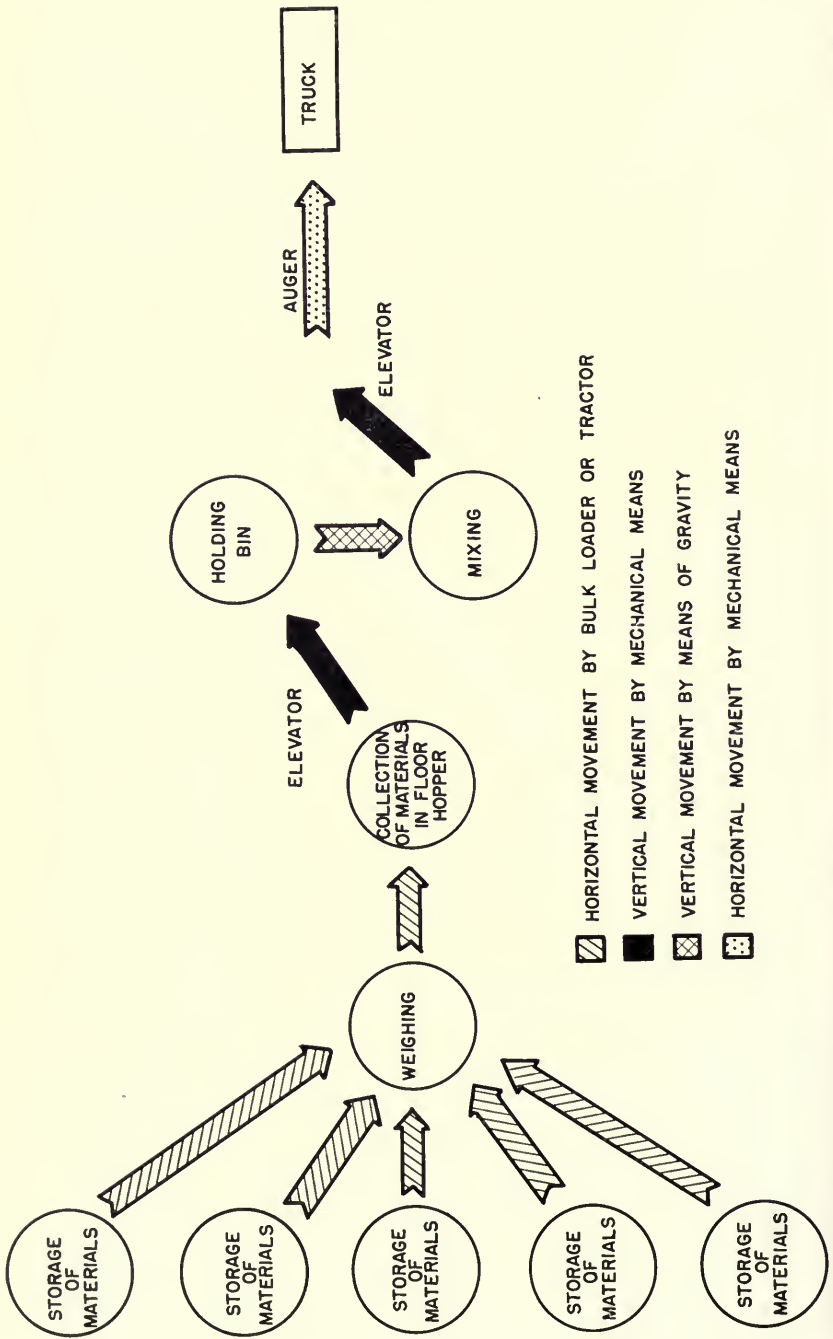 STORAGE
OF
MATERIALS
STORAGE
OF
MATERIALS
STORAGE
OF
MATERIALS
STORAGE
OF
MATERIALS
STORAGE
OF
MATERIALS
WEIGHING
COLLECTION
OF MATERIALS
IN FLOOR
HOPPER
ELEVATOR
HOLDING
BIN
MIXING
ELEVATOR
AUGER
TRUCK
HORIZONTAL MOVEMENT BY BULK LOADER OR TRACTOR
VERTICAL MOVEMENT BY MECHANICAL MEANS
VERTICAL MOVEMENT BY MEANS OF GRAVITY
HORIZONTAL MOVEMENT BY MECHANICAL MEANS